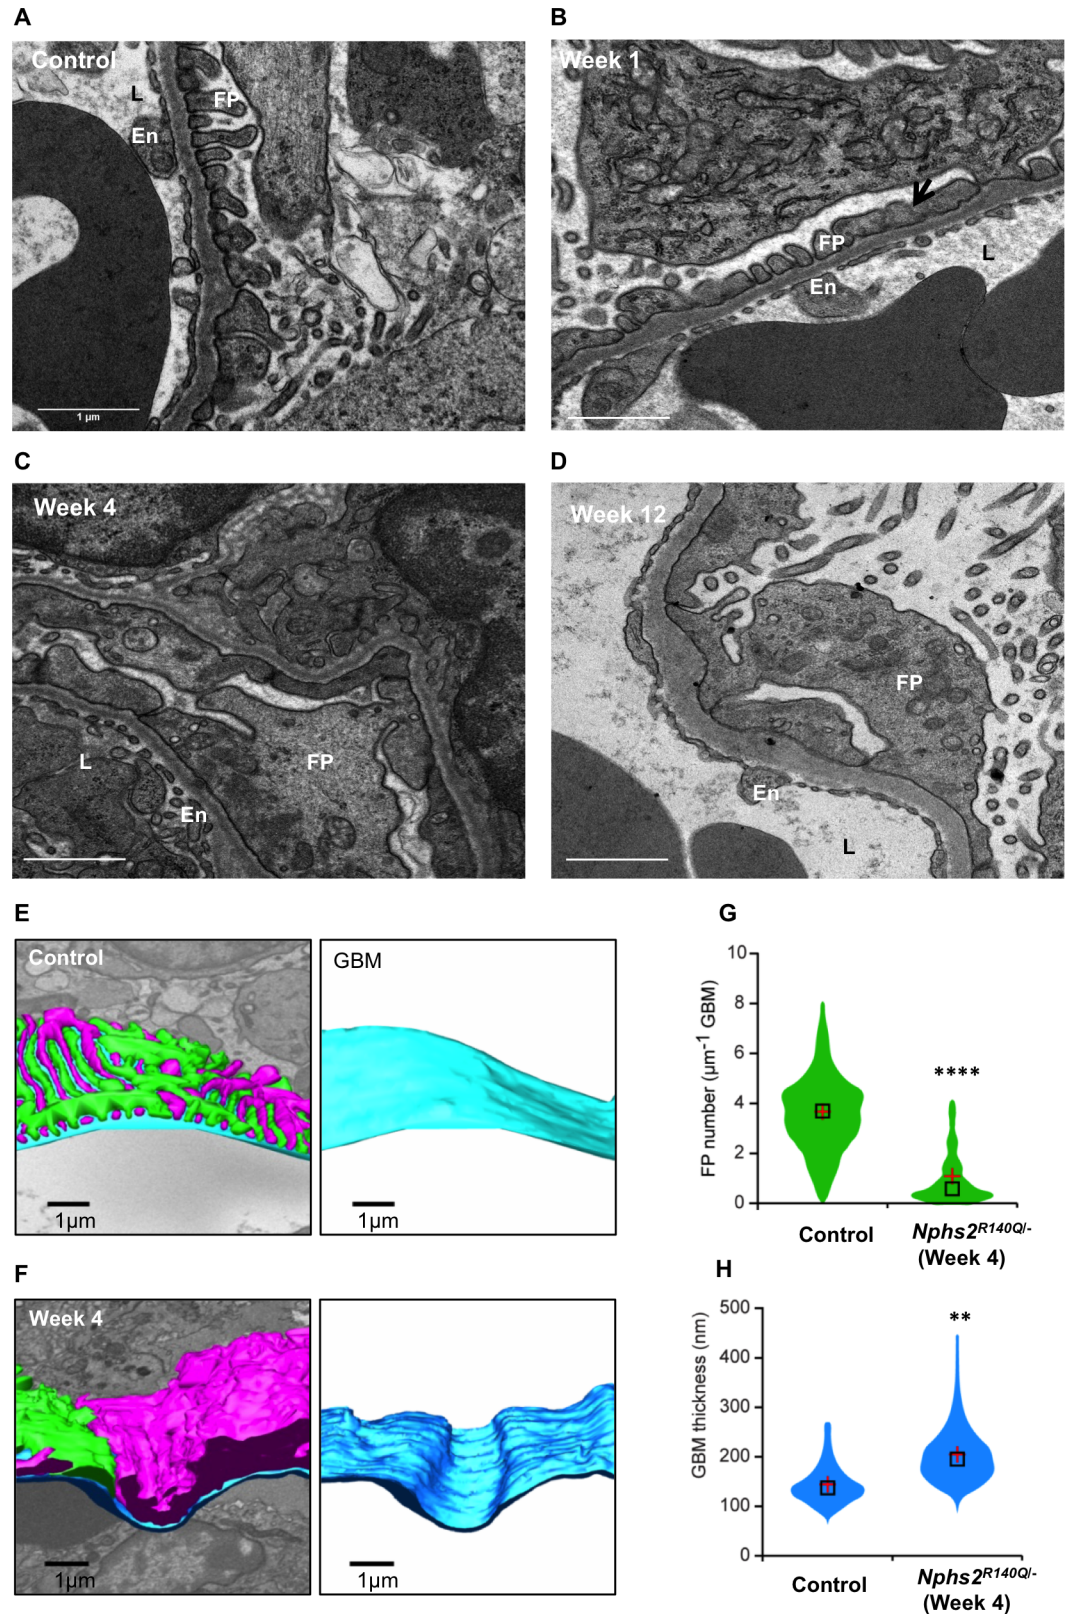 A
Control
L
FP
En
1 µm
B
Week 1
FP
L
En
C
Week 4
L
FP
En
D
Week 12
FP
En
L
E
Control
1µm
GBM
1µm
F
Week 4
1µm
1µm
G
10
8
6
4
2
0
FP number (µm-1 GBM)
****
Control
Nphs2R140Q/-
(Week 4)
H
500
400
300
200
100
0
GBM thickness (nm)
**
Control
Nphs2R140Q/-
(Week 4)